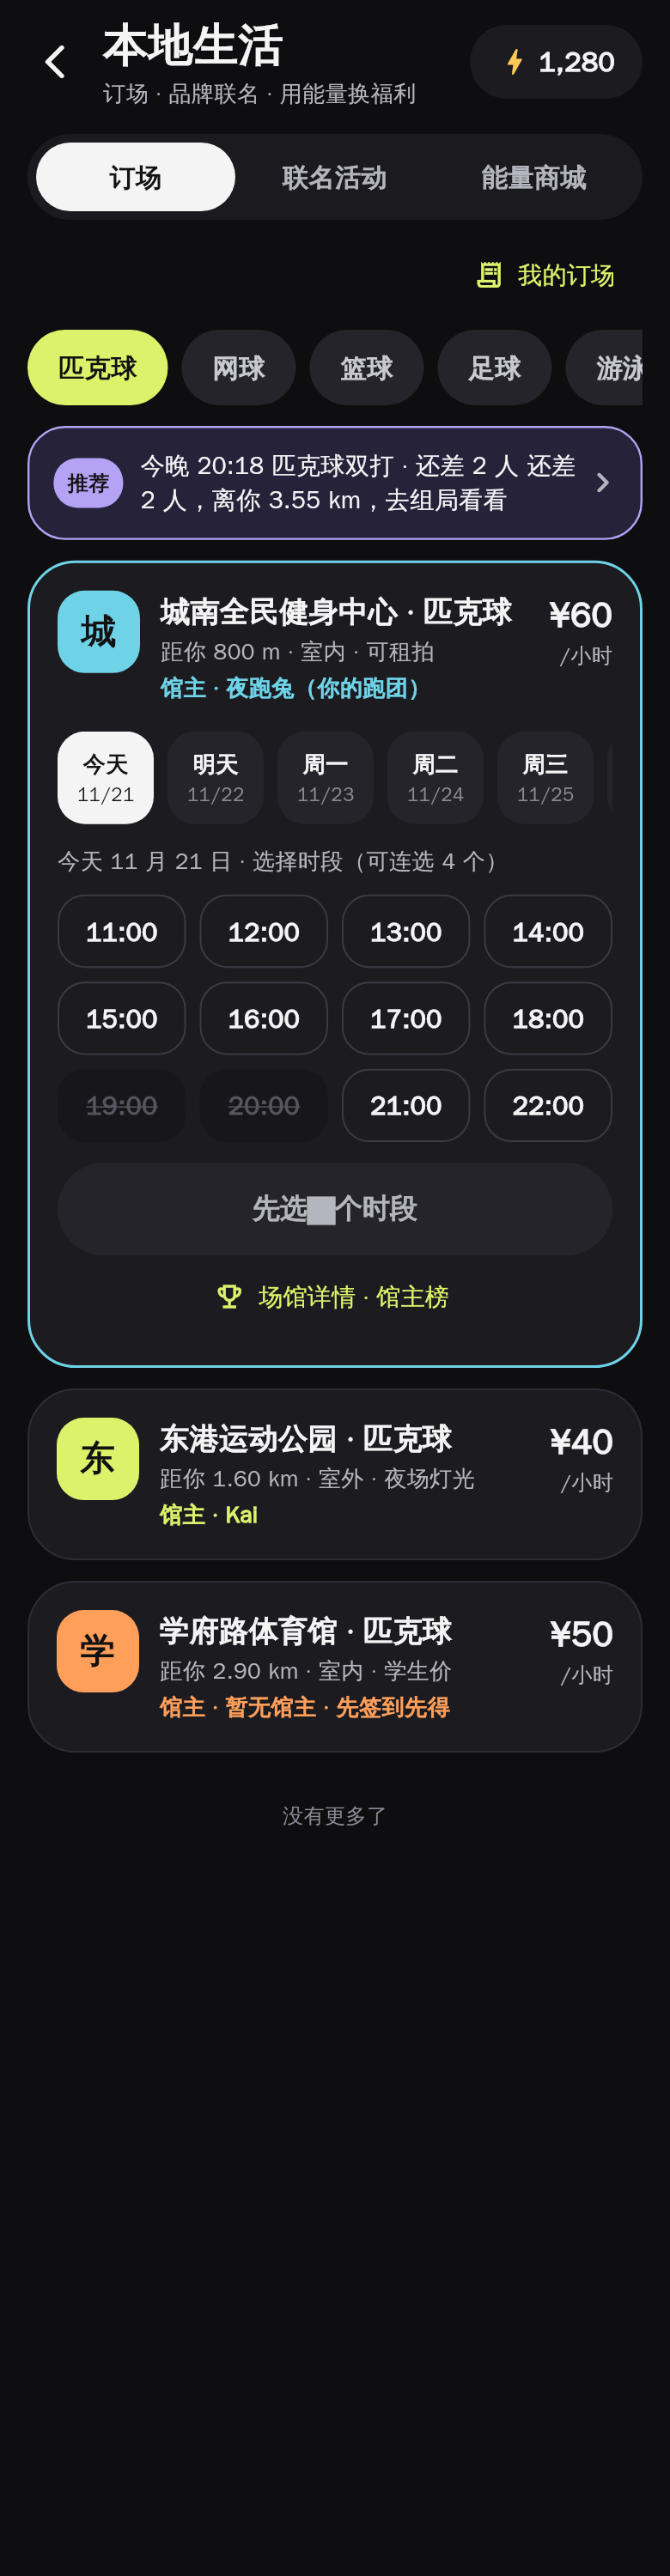 本地生活
订场 · 品牌联名 · 用能量换福利
1,280
订场
联名活动
能量商城
我的订场
匹克球
网球
篮球
足球
游泳
推荐
今晚 20:18 匹克球双打 · 还差 2 人 还差
2 人，离你 3.55 km，去组局看看
城
城南全民健身中心 · 匹克球
¥60
距你 800 m · 室内 · 可租拍
/小时
馆主 · 夜跑兔（你的跑团）
今天
11/21
明天
11/22
周一
11/23
周二
11/24
周三
11/25
今天 11 月 21 日 · 选择时段（可连选 4 个）
11:00
12:00
13:00
14:00
15:00
16:00
17:00
18:00
19:00
20:00
21:00
22:00
先选█个时段
场馆详情 · 馆主榜
东
东港运动公园 · 匹克球
¥40
距你 1.60 km · 室外 · 夜场灯光
/小时
馆主 · Kai
学
学府路体育馆 · 匹克球
¥50
距你 2.90 km · 室内 · 学生价
/小时
馆主 · 暂无馆主 · 先签到先得
没有更多了